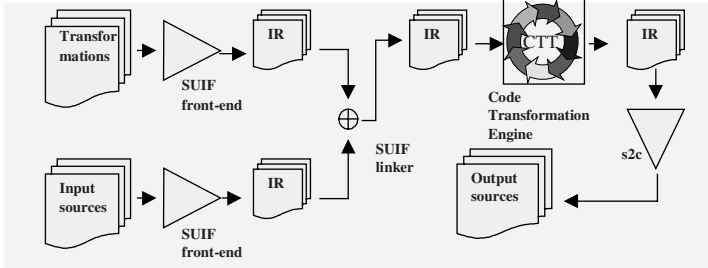 Transfor
mations
SUIF
front-end
IR
SUIF
linker
IR
CTT
Code
Transformation
Engine
IR
s2c
Input
sources
SUIF
front-end
IR
Output
sources